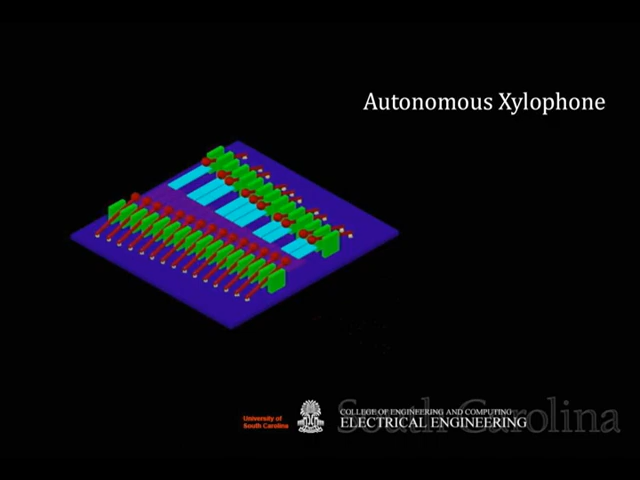 Autonomous Xylophone
South Carolina
University of
South Carolina
COLLEGE OF ENGINEERING AND COMPUTING
ELECTRICAL ENGINEERING